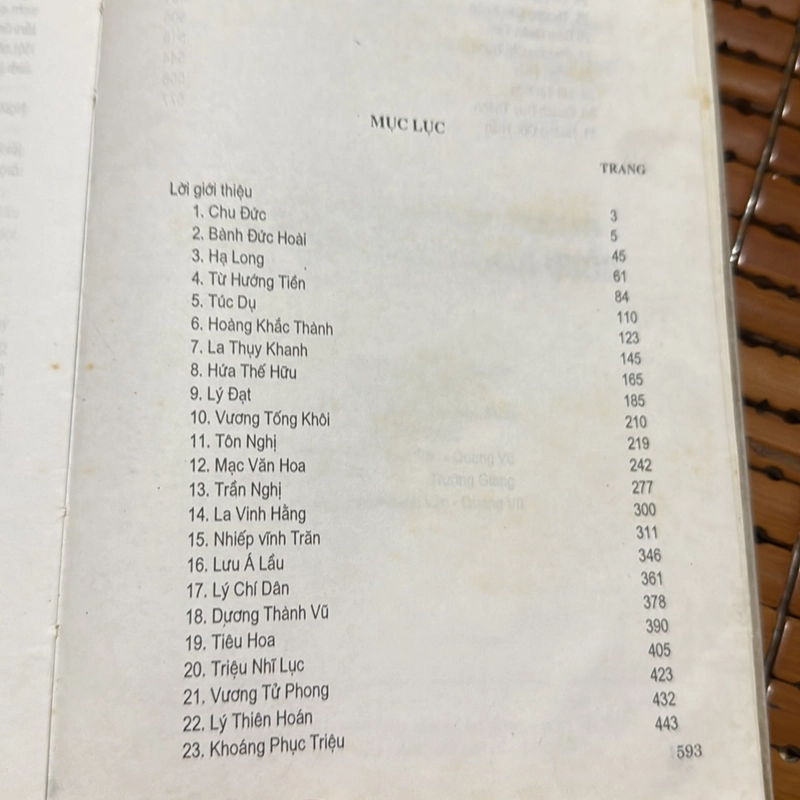 MỤC LỤC
TRANG
Lời giới thiệu 3
1. Chu Đức 5
2. Bành Đức Hoài 45
3. Hạ Long 61
4. Từ Hướng Tiền 84
5. Túc Dụ 110
6. Hoàng Khắc Thành 123
7. La Thụy Khanh 145
8. Hứa Thế Hữu 165
9. Lý Đạt 185
10. Vương Tống Khôi 210
11. Tôn Nghị 219
12. Mạc Văn Hoa 242
13. Trần Nghị 277
14. La Vinh Hằng 300
15. Nhiếp vĩnh Trăn 311
16. Lưu Á Lầu 346
17. Lý Chí Dân 361
18. Dương Thành Vũ 378
19. Tiêu Hoa 390
20. Triệu Nhĩ Lục 405
21. Vương Tử Phong 423
22. Lý Thiên Hoán 432
23. Khoáng Phục Triệu 443
593